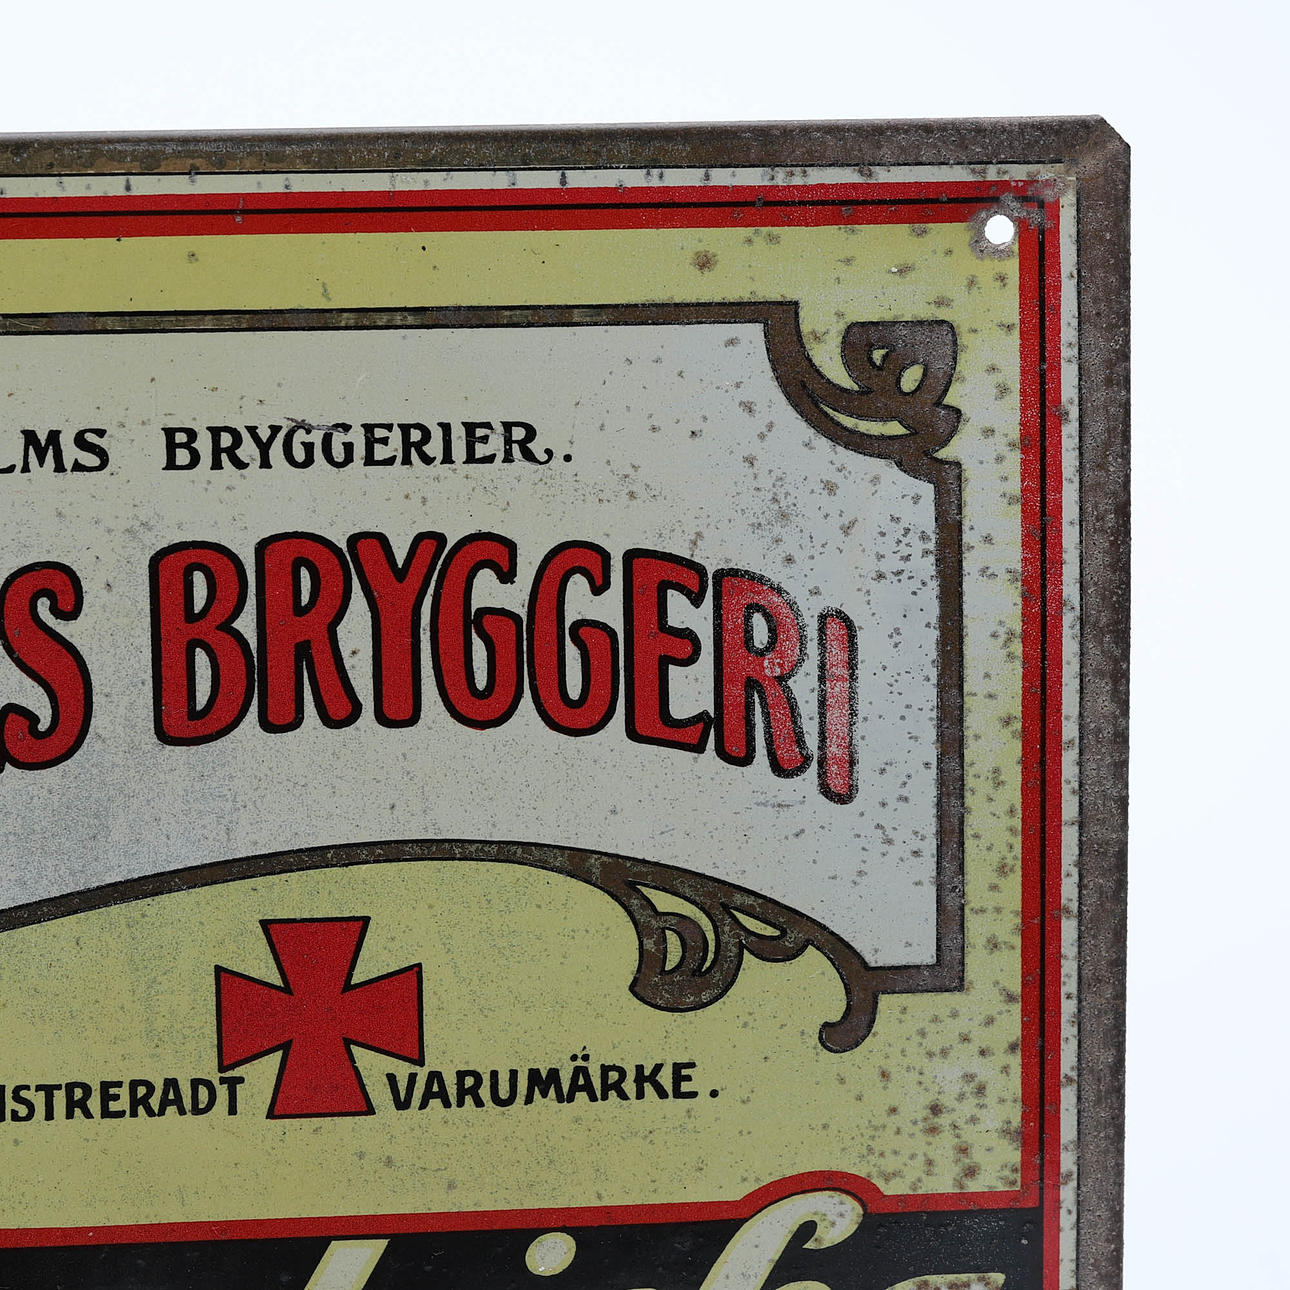 LMS BRYGGERIER.
S BRYGGERI
ISTRERADT VARUMÄRKE.